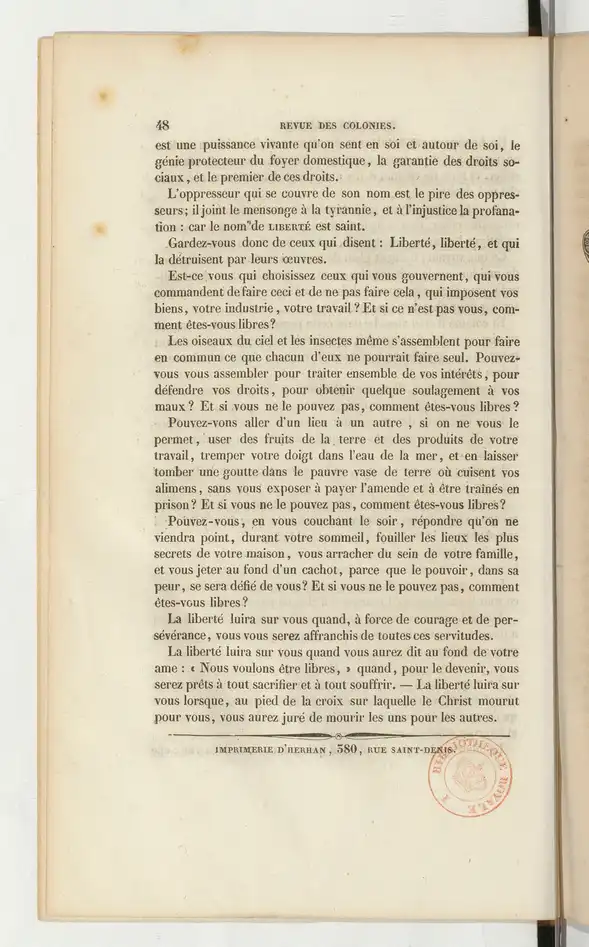 48 REVUE DES COLONIES.
est une puissance vivante qu'on sent en soi et autour de soi, le
génie protecteur du foyer domestique, la garantie des droits so-
ciaux, et le premier de ces droits.
L'oppresseur qui se couvre de son nom est le pire des oppres-
seurs; il joint le mensonge à la tyrannie, et à l'injustice la profana-
tion : car le nom de LIBERTÉ est saint.
Gardez-vous donc de ceux qui disent : Liberté, liberté, et qui
la détruisent par leurs œuvres.
Est-ce vous qui choisissez ceux qui vous gouvernent, qui vous
commandent de faire ceci et de ne pas faire cela, qui imposent vos
biens, votre industrie, votre travail ? Et si ce n'est pas vous, com-
ment êtes-vous libres?
Les oiseaux du ciel et les insectes même s'assemblent pour faire
en commun ce que chacun d'eux ne pourrait faire seul. Pouvez-
vous vous assembler pour traiter ensemble de vos intérêts, pour
défendre vos droits, pour obtenir quelque soulagement à vos
maux? Et si vous ne le pouvez pas, comment êtes-vous libres?
Pouvez-vons aller d'un lieu à un autre, si on ne vous le
permet, user des fruits de la terre et des produits de votre
travail, tremper votre doigt dans l'eau de la mer, et en laisser
tomber une goutte dans le pauvre vase de terre où cuisent vos
alimens, sans vous exposer à payer l'amende et à être traînés en
prison? Et si vous ne le pouvez pas, comment êtes-vous libres?
Pouvez-vous, en vous couchant le soir, répondre qu'on ne
viendra point, durant votre sommeil, fouiller les lieux les plus
secrets de votre maison, vous arracher du sein de votre famille,
et vous jeter au fond d'un cachot, parce que le pouvoir, dans sa
peur, se sera défié de vous? Et si vous ne le pouvez pas, comment
êtes-vous libres?
La liberté luira sur vous quand, à force de courage et de per-
sévérance, vous vous serez affranchis de toutes ces servitudes.
La liberté luira sur vous quand vous aurez dit au fond de votre
ame : « Nous voulons être libres, » quand, pour le devenir, vous
serez prêts à tout sacrifier et à tout souffrir. — La liberté luira sur
vous lorsque, au pied de la croix sur laquelle le Christ mourut
pour vous, vous aurez juré de mourir les uns pour les autres.
IMPRIMERIE D'HERHAN, 380, RUE SAINT-DENIS.
BIBLIOTHEQUE ROYALE